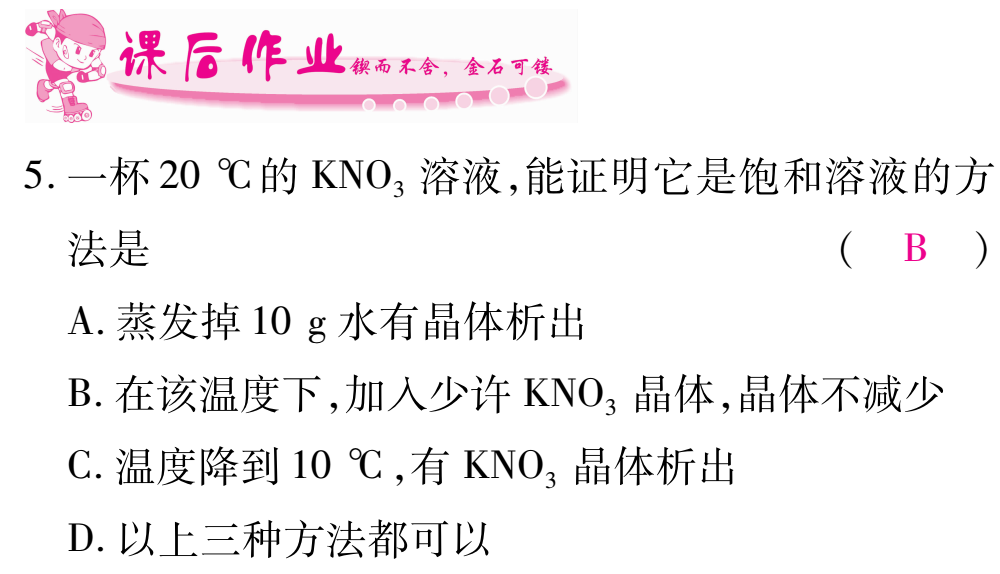 课后作业 锲而不舍，金石可镂
5. 一杯 20 ℃的 KNO₃ 溶液,能证明它是饱和溶液的方
法是 ( B )
A. 蒸发掉 10 g 水有晶体析出
B. 在该温度下,加入少许 KNO₃ 晶体,晶体不减少
C. 温度降到 10 ℃,有 KNO₃ 晶体析出
D. 以上三种方法都可以